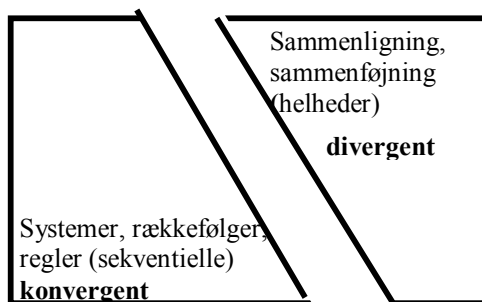 Sammenligning,
sammenføjning
(helheder)
divergent
Systemer, rækkefølger,
regler (sekventielle)
konvergent